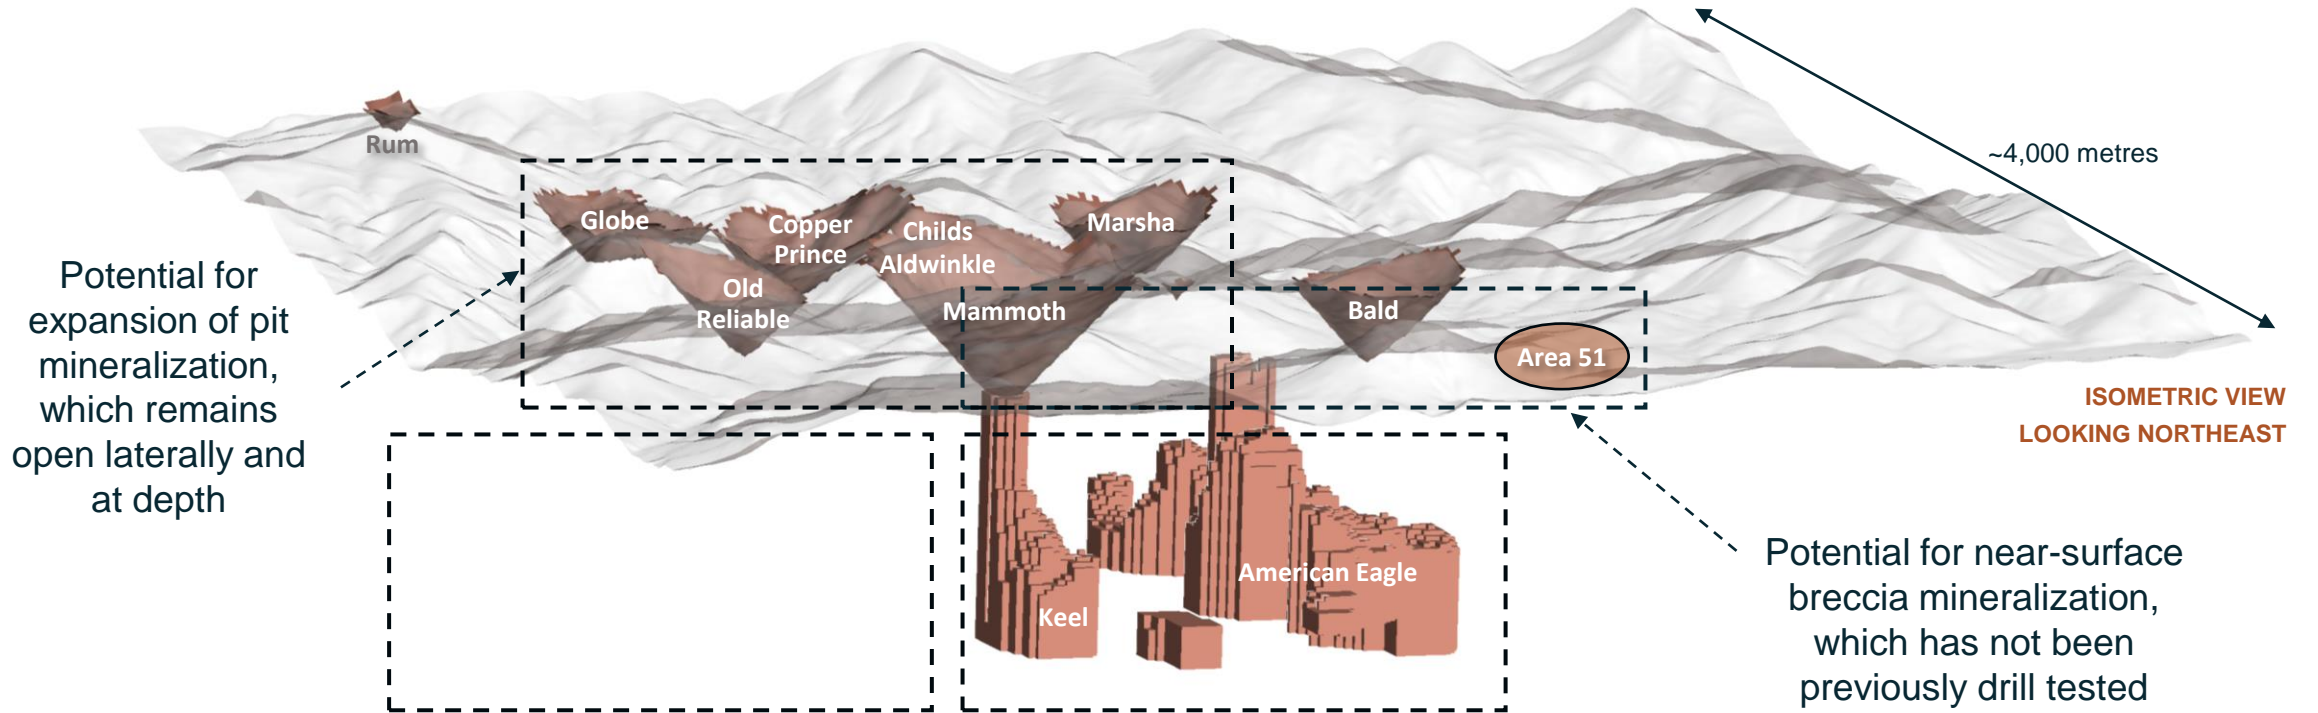 ~4,000 metres
Rum
Globe
Copper
Prince
Childs
Aldwinkle
Marsha
Old
Reliable
Mammoth
Bald
Area 51
Potential for
expansion of pit
mineralization,
which remains
open laterally and
at depth
ISOMETRIC VIEW
LOOKING NORTHEAST
American Eagle
Keel
Potential for near-surface
breccia mineralization,
which has not been
previously drill tested